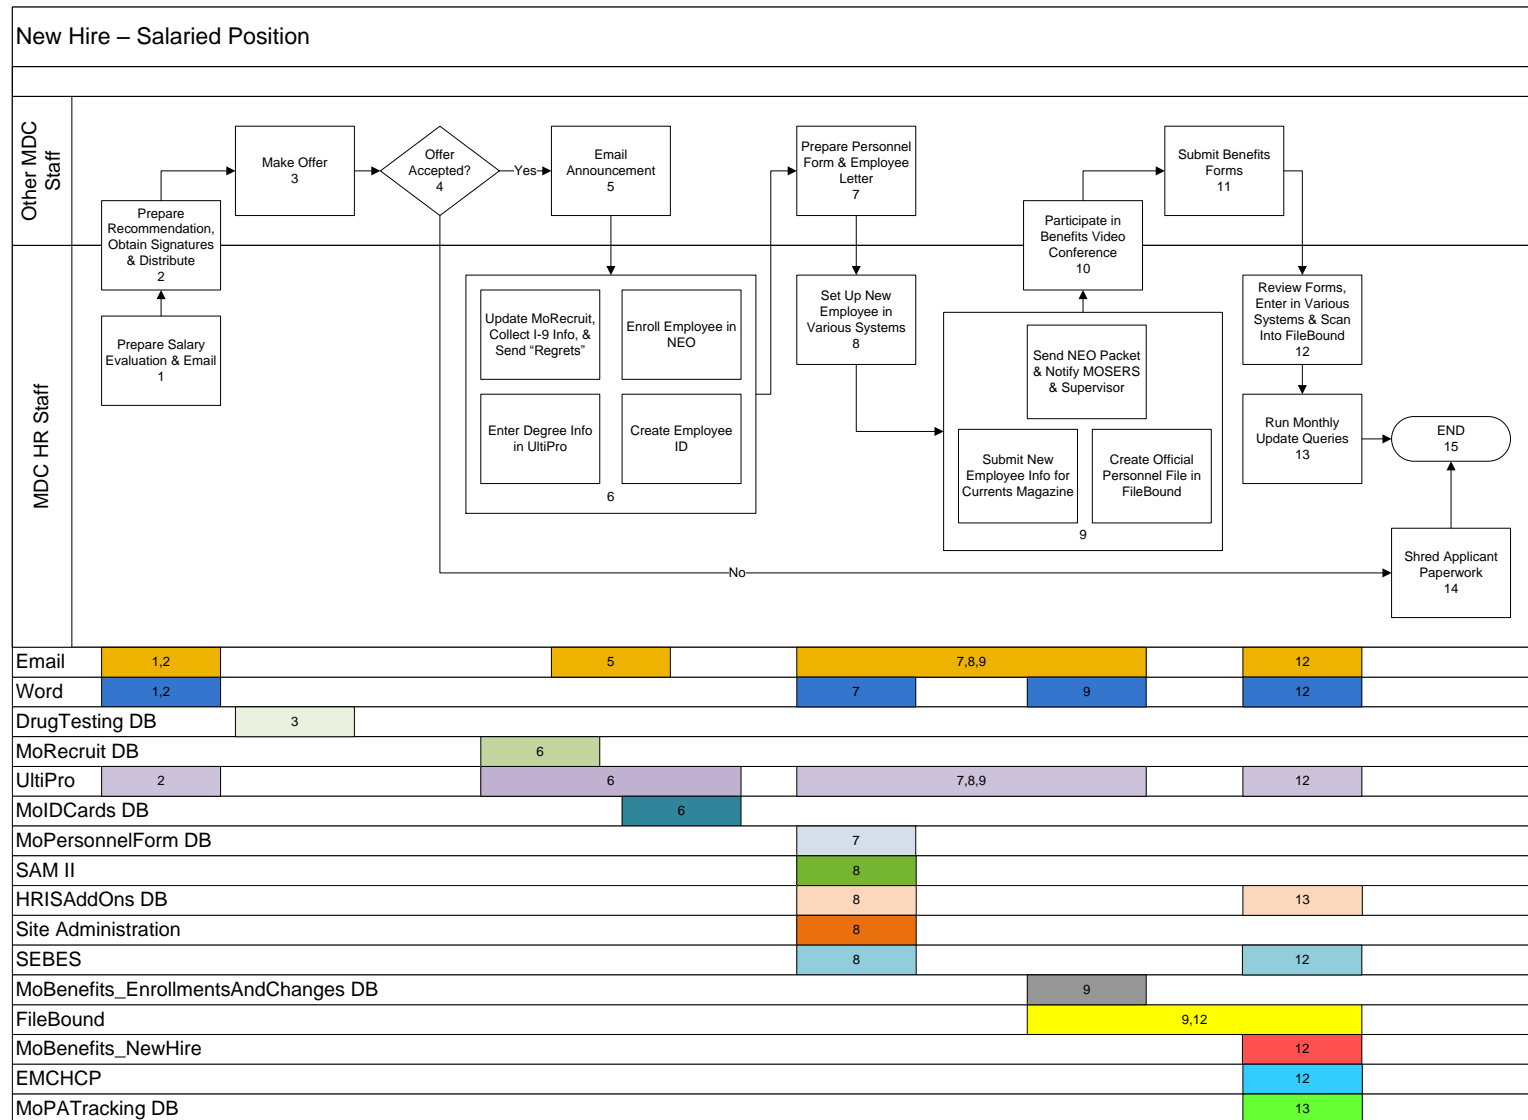 New Hire – Salaried Position
Other MDC
Staff
MDC HR Staff
Prepare Salary
Evaluation & Email
1
Prepare
Recommendation,
Obtain Signatures
& Distribute
2
Make Offer
3
Offer
Accepted?
4
Yes
No
Email
Announcement
5
Update MoRecruit,
Collect I-9 Info, &
Send “Regrets”
Enroll Employee in
NEO
Enter Degree Info
in UltiPro
Create Employee
ID
6
Prepare Personnel
Form & Employee
Letter
7
Set Up New
Employee in
Various Systems
8
Send NEO Packet
& Notify MOSERS
& Supervisor
Submit New
Employee Info for
Currents Magazine
Create Official
Personnel File in
FileBound
9
Participate in
Benefits Video
Conference
10
Submit Benefits
Forms
11
Review Forms,
Enter in Various
Systems & Scan
Into FileBound
12
Run Monthly
Update Queries
13
END
15
Shred Applicant
Paperwork
14
Email 1,2 5 7,8,9 12
Word 1,2 7 9 12
DrugTesting DB 3
MoRecruit DB 6
UltiPro 2 6 7,8,9 12
MoIDCards DB 6
MoPersonnelForm DB 7
SAM II 8
HRISAddOns DB 8 13
Site Administration 8
SEBES 8 12
MoBenefits_EnrollmentsAndChanges DB 9
FileBound 9,12
MoBenefits_NewHire 12
EMCHCP 12
MoPATracking DB 13